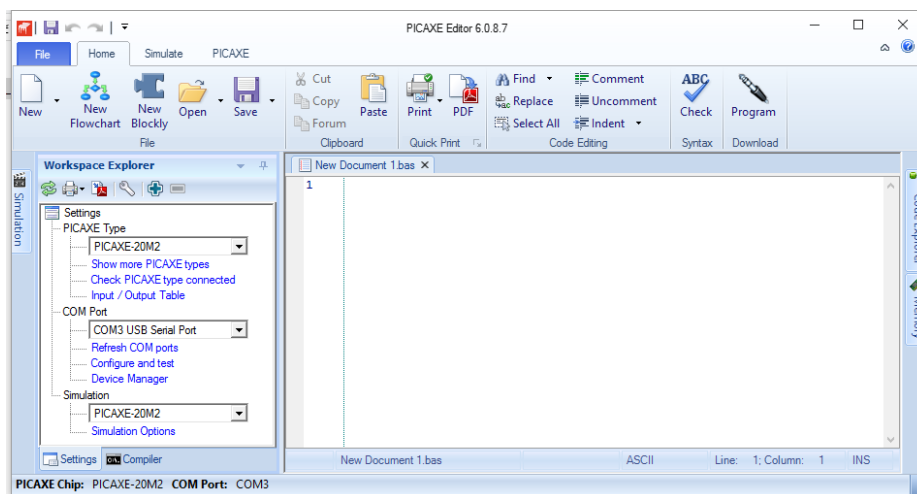 PICAXE Editor 6.0.8.7
File Home Simulate PICAXE
New
New Flowchart
New Blockly
Open
Save
File
Cut
Copy
Forum
Paste
Clipboard
Print
PDF
Quick Print
Find
Replace
Select All
Comment
Uncomment
Indent
Code Editing
ABC
Check
Syntax
Program
Download
Simulation
Workspace Explorer
Settings
PICAXE Type
PICAXE-20M2
Show more PICAXE types
Check PICAXE type connected
Input / Output Table
COM Port
COM3 USB Serial Port
Refresh COM ports
Configure and test
Device Manager
Simulation
PICAXE-20M2
Simulation Options
Settings Compiler
New Document 1.bas
1
Code Explorer
Memory
New Document 1.bas ASCII Line: 1; Column: 1 INS
PICAXE Chip: PICAXE-20M2 COM Port: COM3